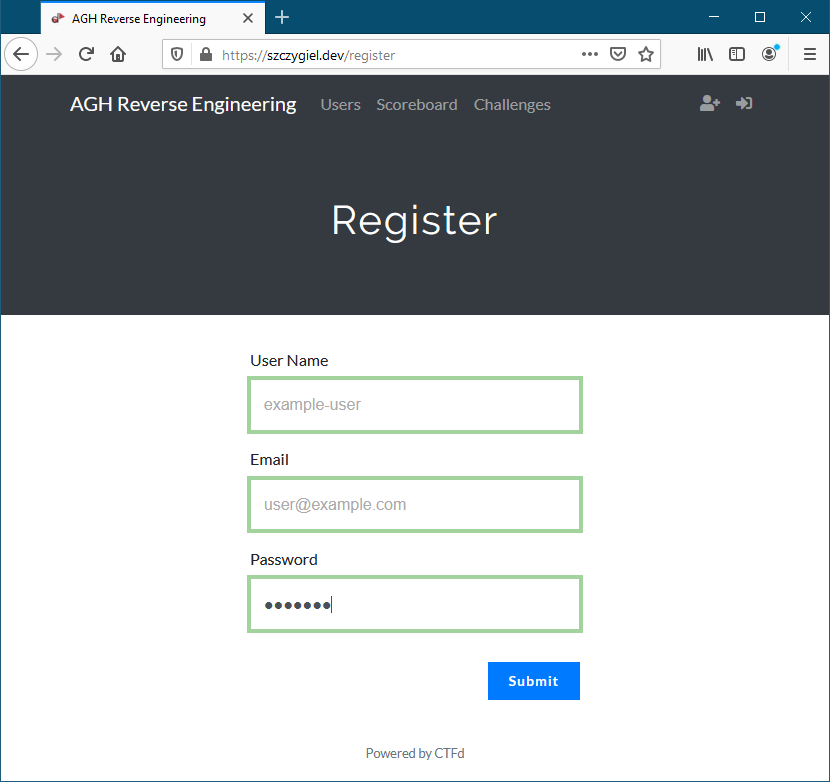 AGH Reverse Engineering
https://szczygiel.dev/register
AGH Reverse Engineering Users Scoreboard Challenges
Register
User Name
example-user
Email
user@example.com
Password
●●●●●●●
Submit
Powered by CTFd